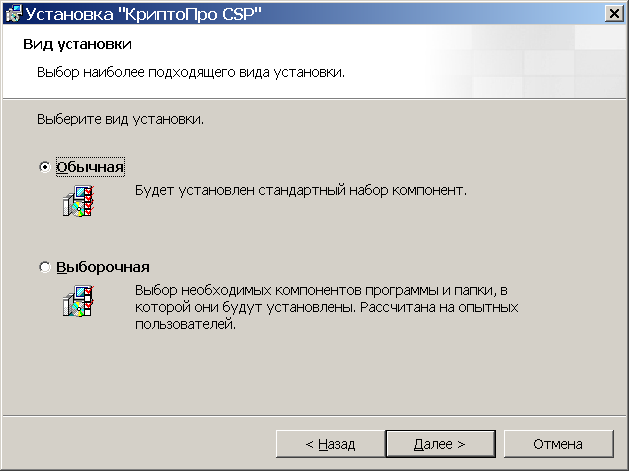 Установка "КриптоПро CSP"
Вид установки
Выбор наиболее подходящего вида установки.
Выберите вид установки.
Обычная
Будет установлен стандартный набор компонент.
Выборочная
Выбор необходимых компонентов программы и папки, в
которой они будут установлены. Рассчитана на опытных
пользователей.
< Назад
Далее >
Отмена